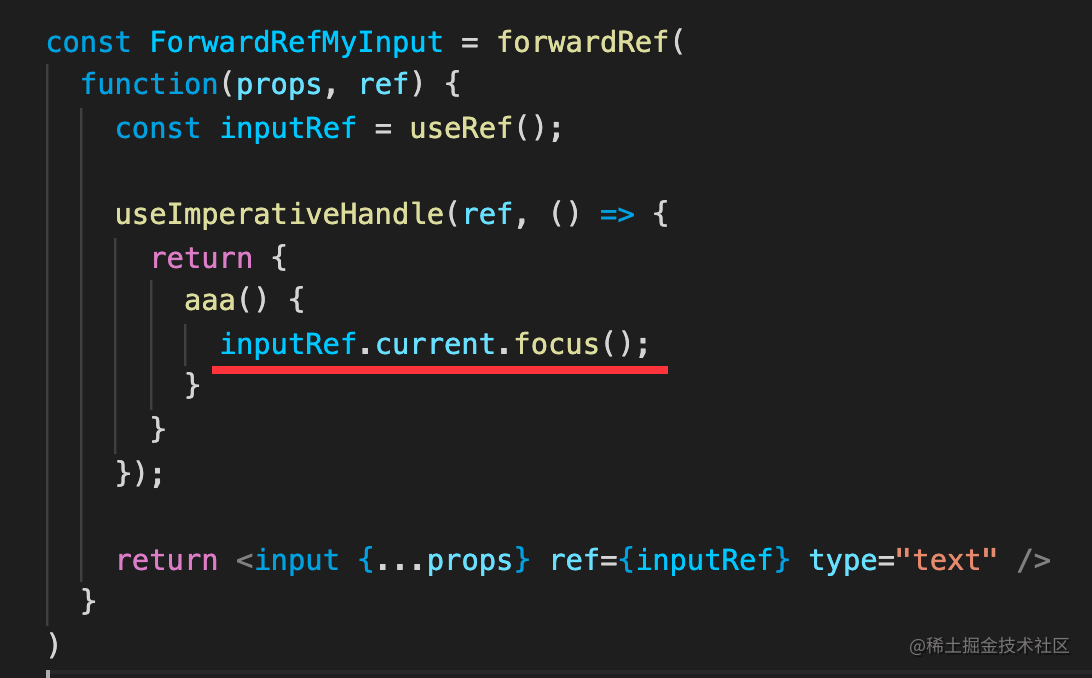 const ForwardRefMyInput = forwardRef(
  function(props, ref) {
    const inputRef = useRef();

    useImperativeHandle(ref, () => {
      return {
        aaa() {
          inputRef.current.focus();
        }
      }
    });

    return <input {...props} ref={inputRef} type="text" />
  }
)
@稀土掘金技术社区